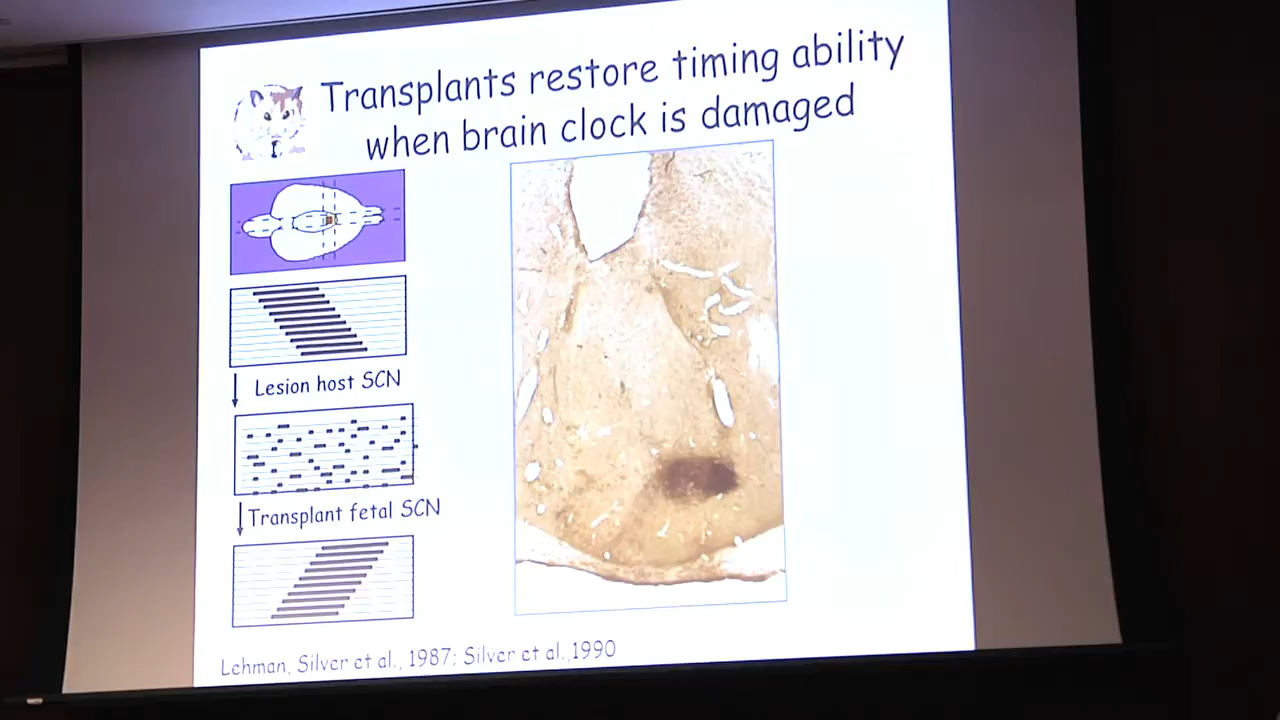 Transplants restore timing ability
when brain clock is damaged
Lesion host SCN
Transplant fetal SCN
Lehman, Silver et al., 1987; Silver et al.,1990